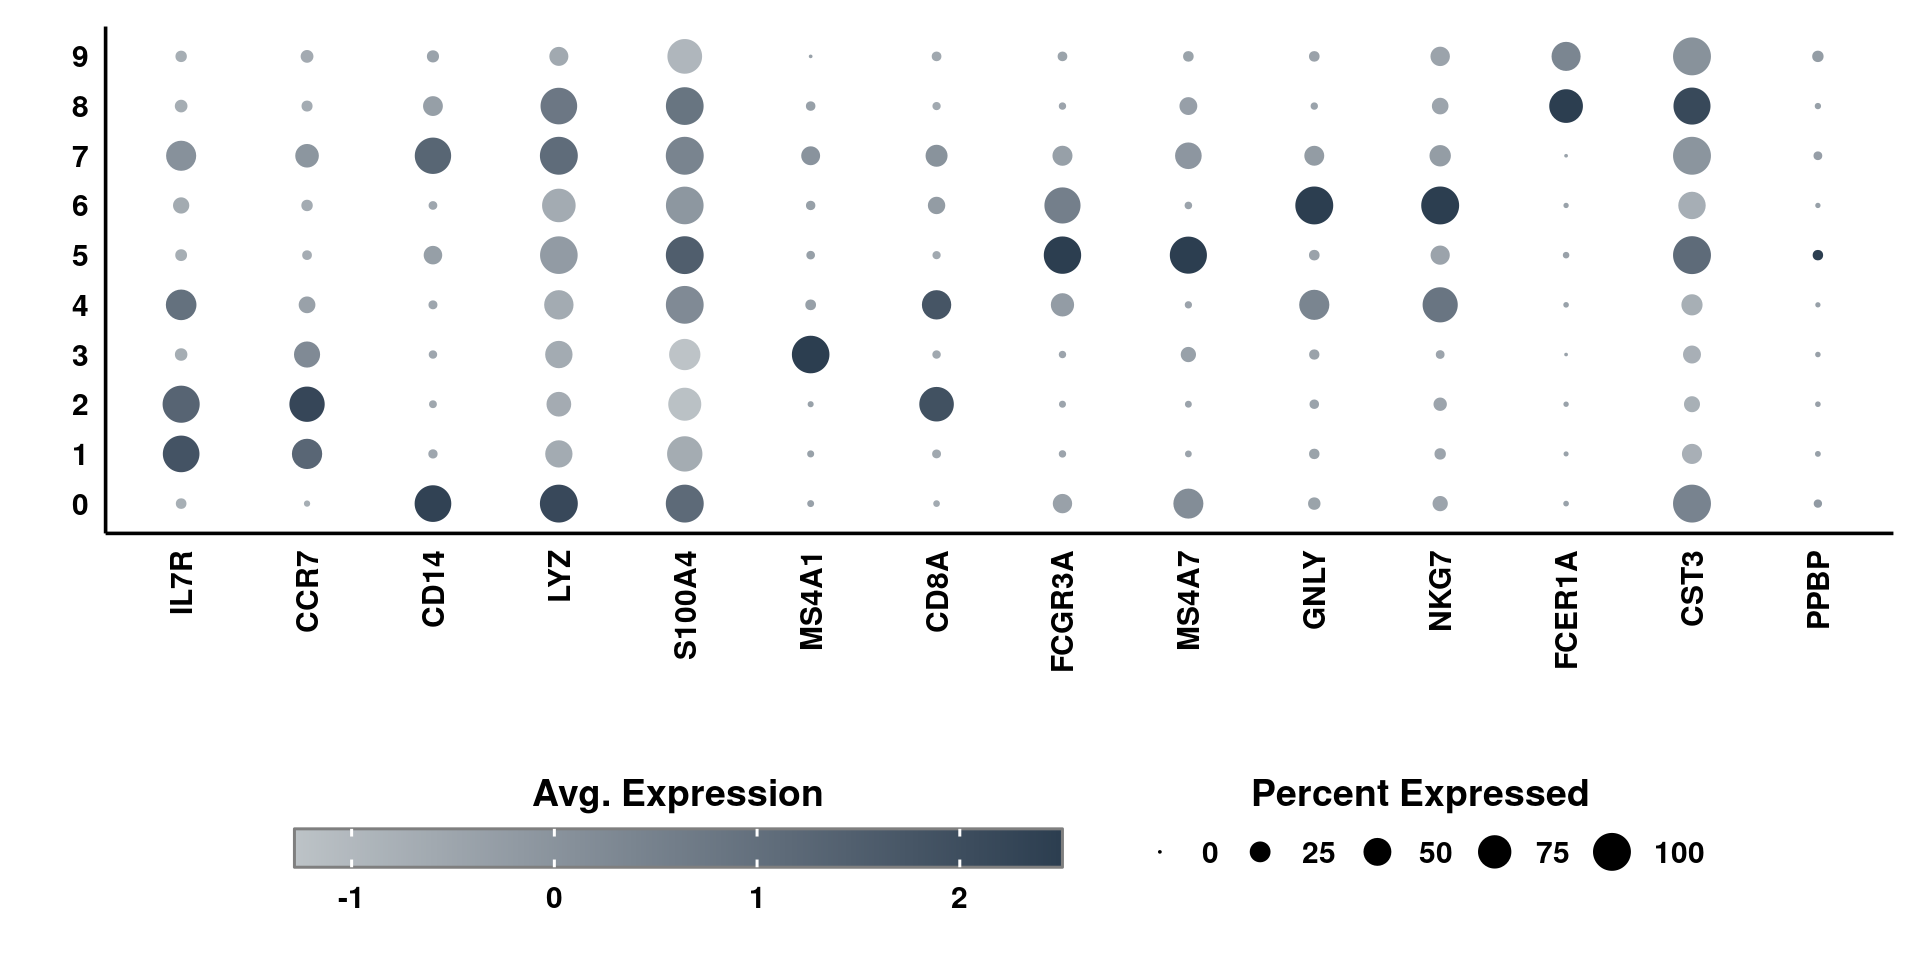 9
8
7
6
5
4
3
2
1
0
IL7R CCR7 CD14 LYZ S100A4 MS4A1 CD8A FCGR3A MS4A7 GNLY NKG7 FCER1A CST3 PPBP
Avg. Expression
-1 0 1 2
Percent Expressed
0 25 50 75 100